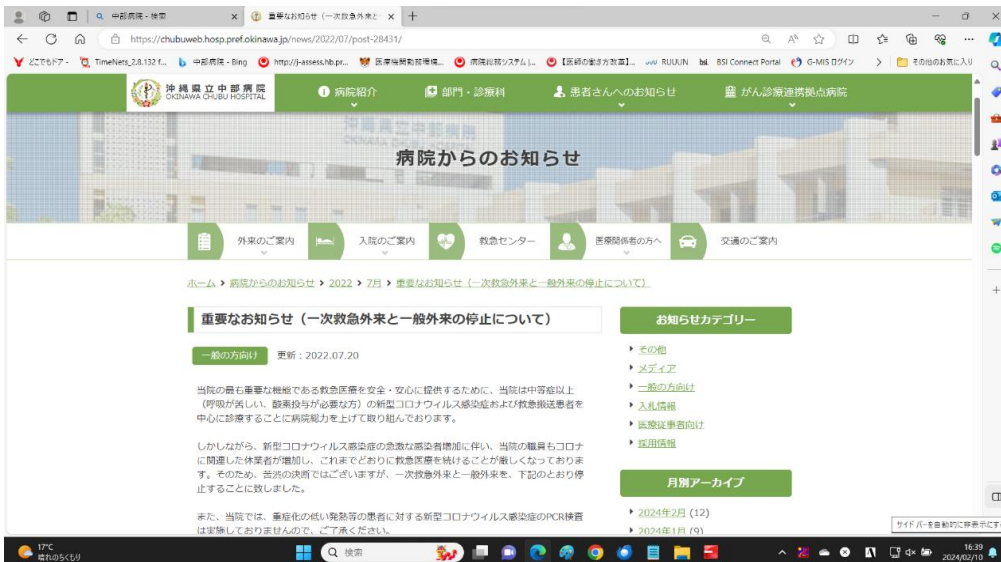 中部病院 - 検索
重要なお知らせ（一次救急外来と
https://chubuweb.hosp.pref.okinawa.jp/news/2022/07/post-28431/
どこでもドア -
TimeNets_2.8.132 f...
中部病院 - Bing
http://j-assess.hb.pr...
医療機関勤務環境...
病院総務システム |...
【医師の働き方改革】...
RUUUN
BSI Connect Portal
G-MIS ログイン
その他のお気に入り
沖縄県立中部病院
OKINAWA CHUBU HOSPITAL
病院紹介
部門・診療科
患者さんへのお知らせ
がん診療連携拠点病院
病院からのお知らせ
外来のご案内
入院のご案内
救急センター
医療関係者の方へ
交通のご案内
ホーム > 病院からのお知らせ > 2022 > 7月 > 重要なお知らせ（一次救急外来と一般外来の停止について）
重要なお知らせ（一次救急外来と一般外来の停止について）
一般の方向け
更新：2022.07.20
当院の最も重要な機能である救急医療を安全・安心に提供するために、当院は中等症以上
（呼吸が苦しい、酸素投与が必要な方）の新型コロナウィルス感染症および救急搬送患者を
中心に診療することに病院総力を上げて取り組んでおります。
しかしながら、新型コロナウィルス感染症の急激な感染者増加に伴い、当院の職員もコロナ
に関連した休業者が増加し、これまでどおりに救急医療を続けることが厳しくなっておりま
す。そのため、苦渋の決断ではございますが、一次救急外来と一般外来を、下記のとおり停
止することに致しました。
また、当院では、重症化の低い発熱等の患者に対する新型コロナウィルス感染症のPCR検査
は実施しておりませんので、ご了承ください。
お知らせカテゴリー
その他
メディア
一般の方向け
入札情報
医療従事者向け
採用情報
月別アーカイブ
2024年2月 (12)
2024年1月 (9)
サイド バーを自動的に非表示にす
17°C
晴れのちくもり
検索
16:39
2024/02/10